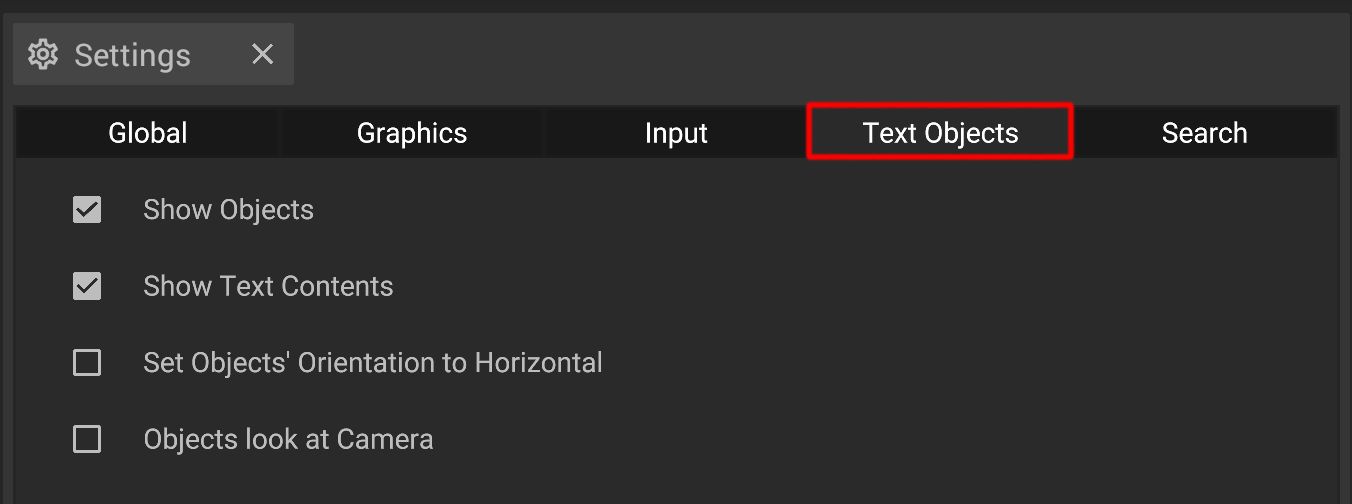 Settings
Global Graphics Input Text Objects Search
Show Objects
Show Text Contents
Set Objects' Orientation to Horizontal
Objects look at Camera